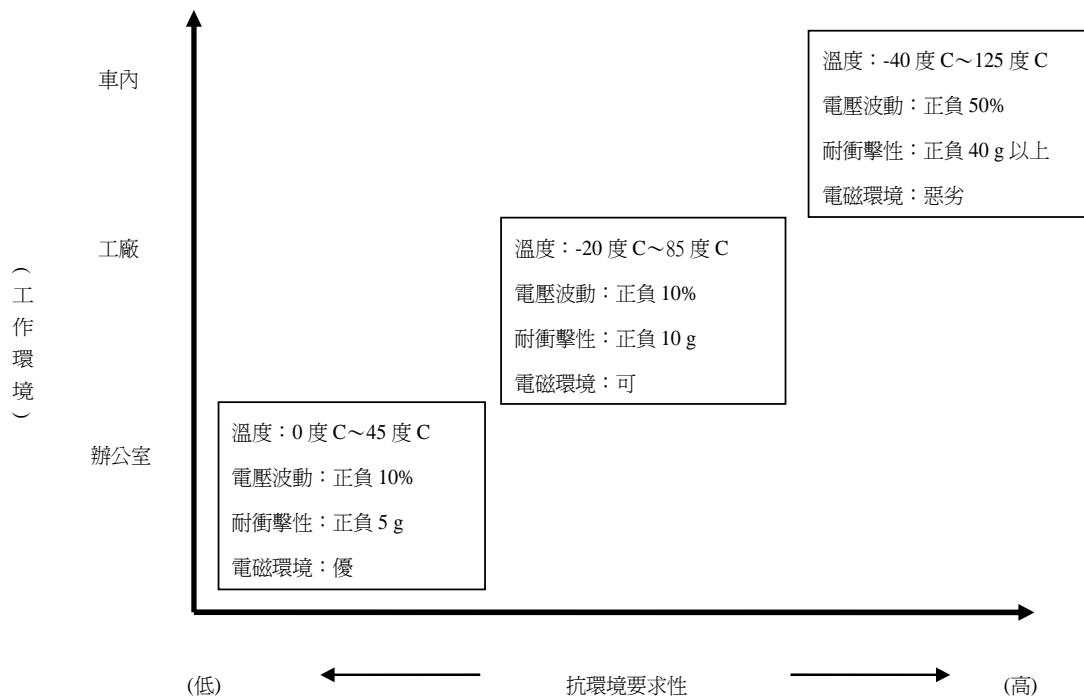 車內
溫度：-40 度 C～125 度 C
電壓波動：正負 50%
耐衝擊性：正負 40 g 以上
電磁環境：惡劣
工廠
溫度：-20 度 C～85 度 C
電壓波動：正負 10%
耐衝擊性：正負 10 g
電磁環境：可
（工作環境）
辦公室
溫度：0 度 C～45 度 C
電壓波動：正負 10%
耐衝擊性：正負 5 g
電磁環境：優
(低)
抗環境要求性
(高)